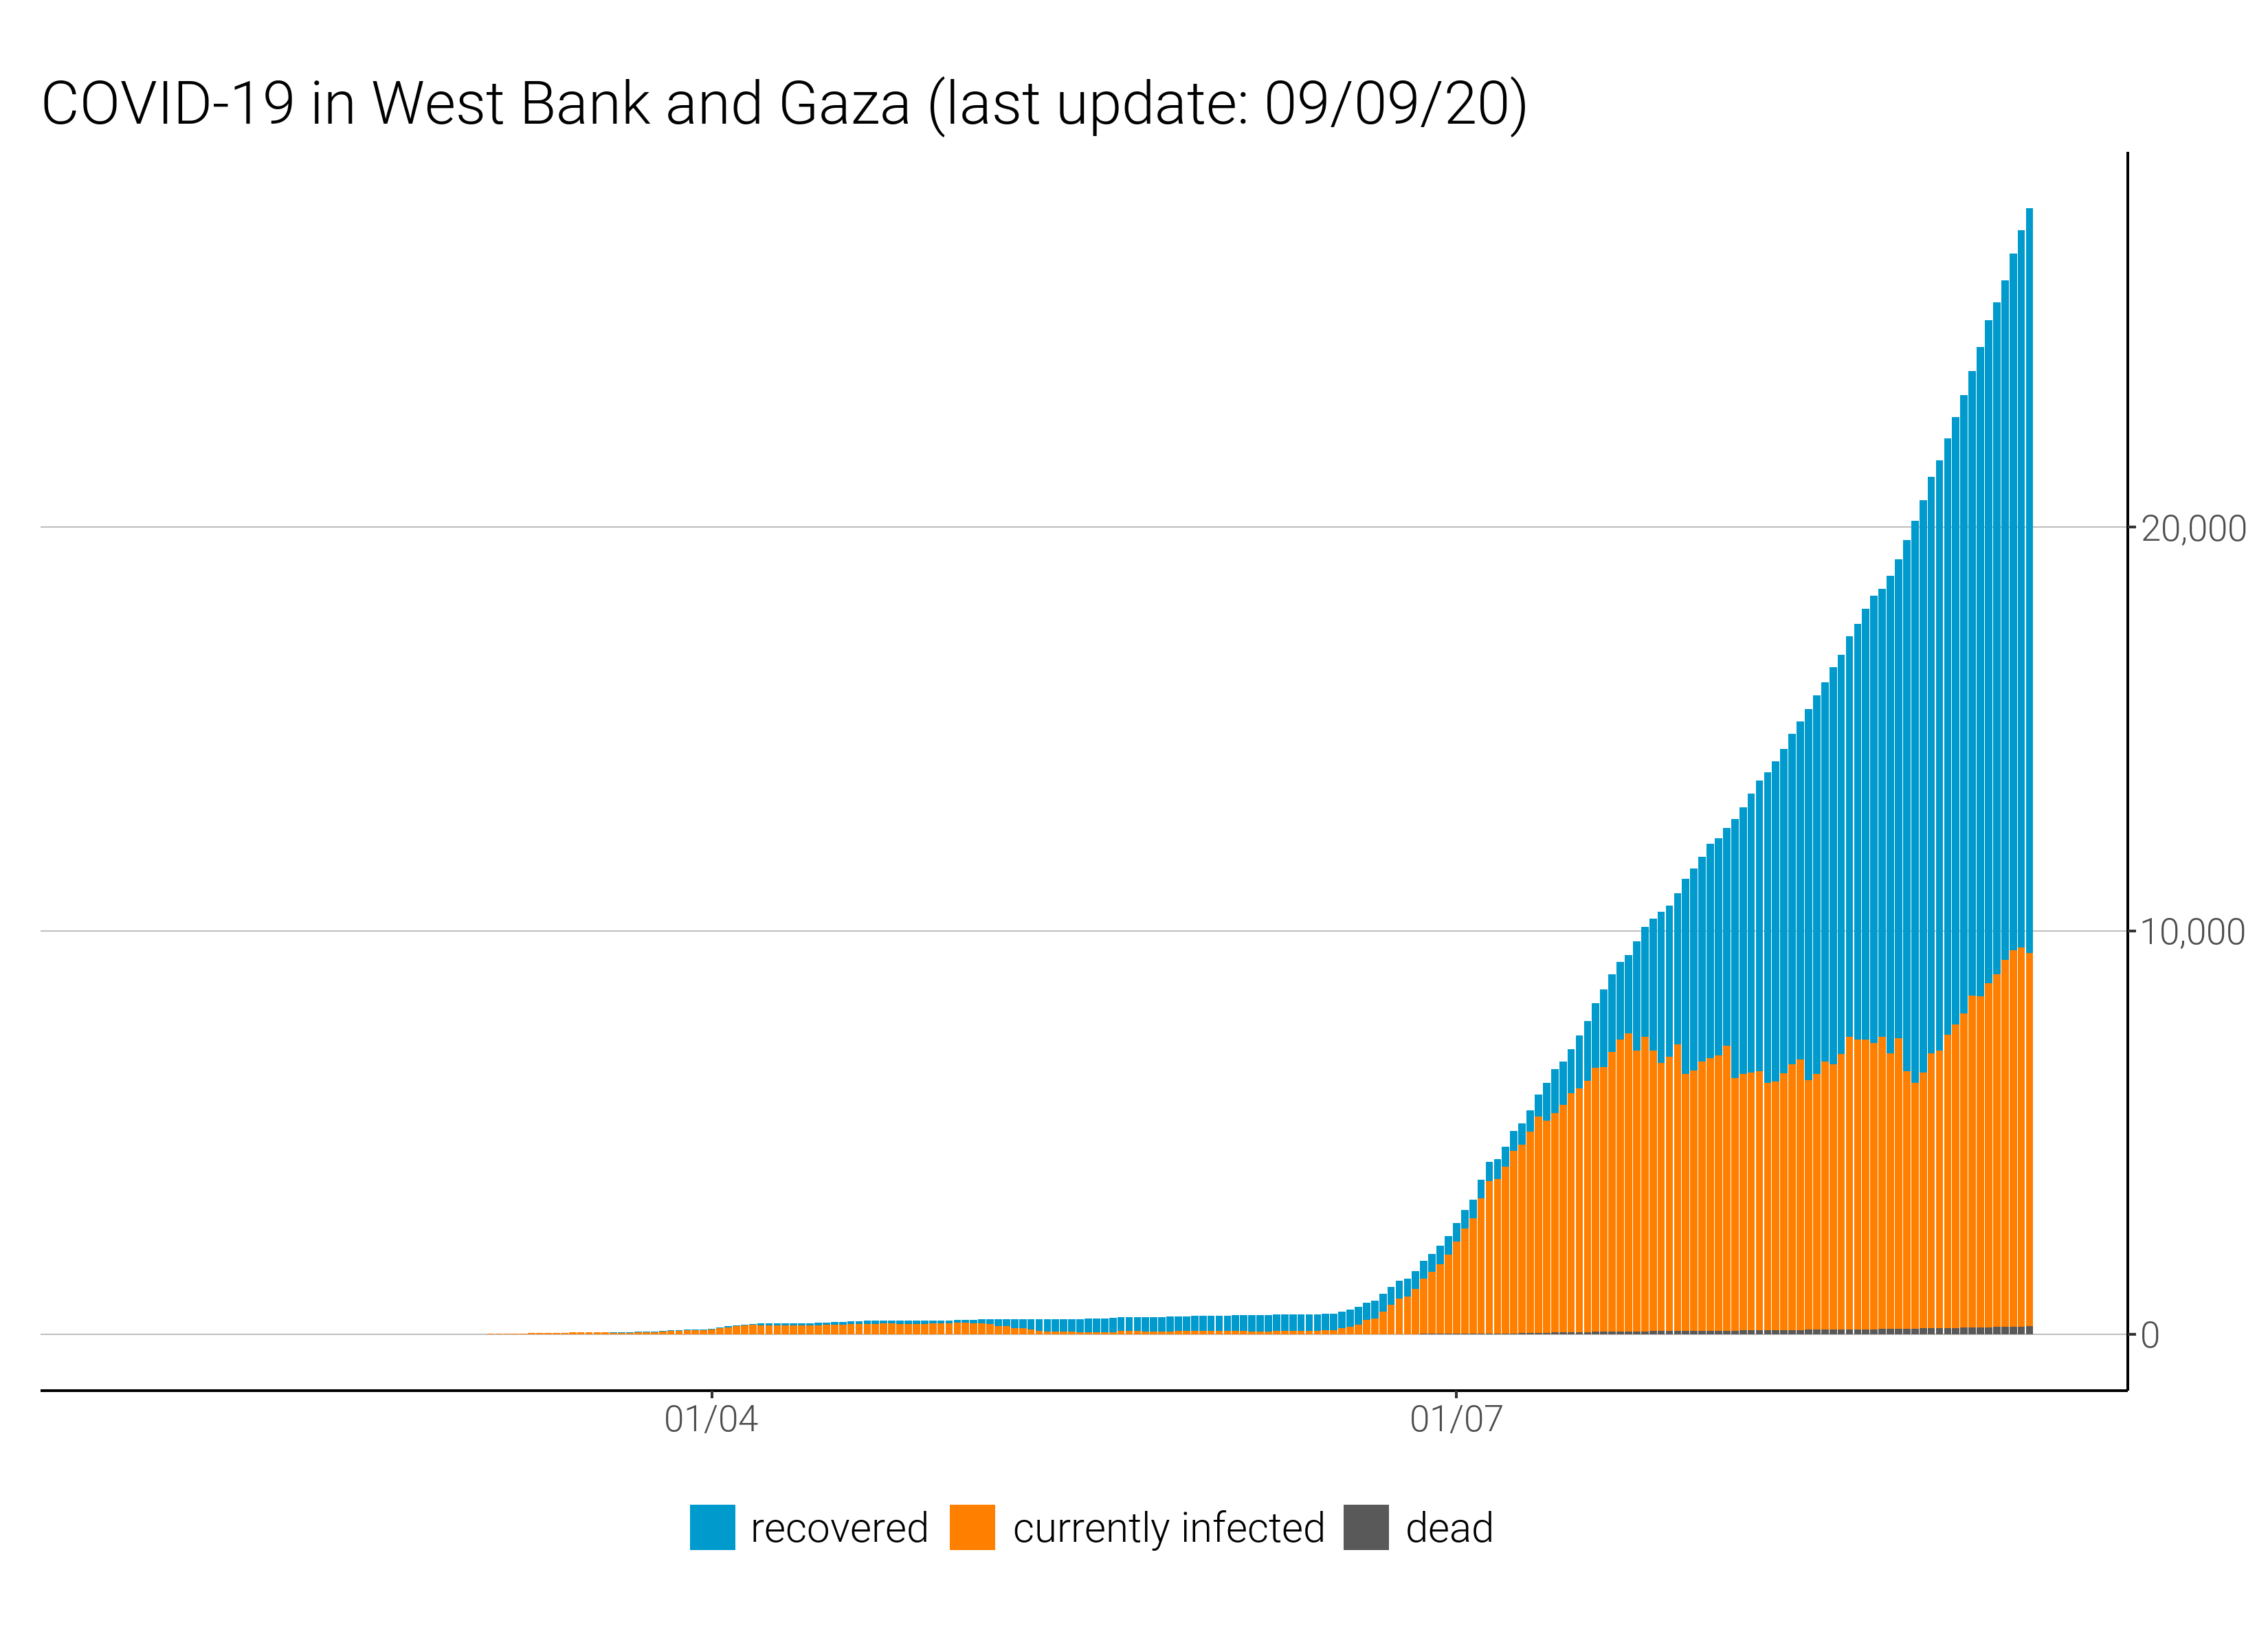 COVID-19 in West Bank and Gaza (last update: 09/09/20)
20,000
10,000
0
01/04 01/07
recovered currently infected dead